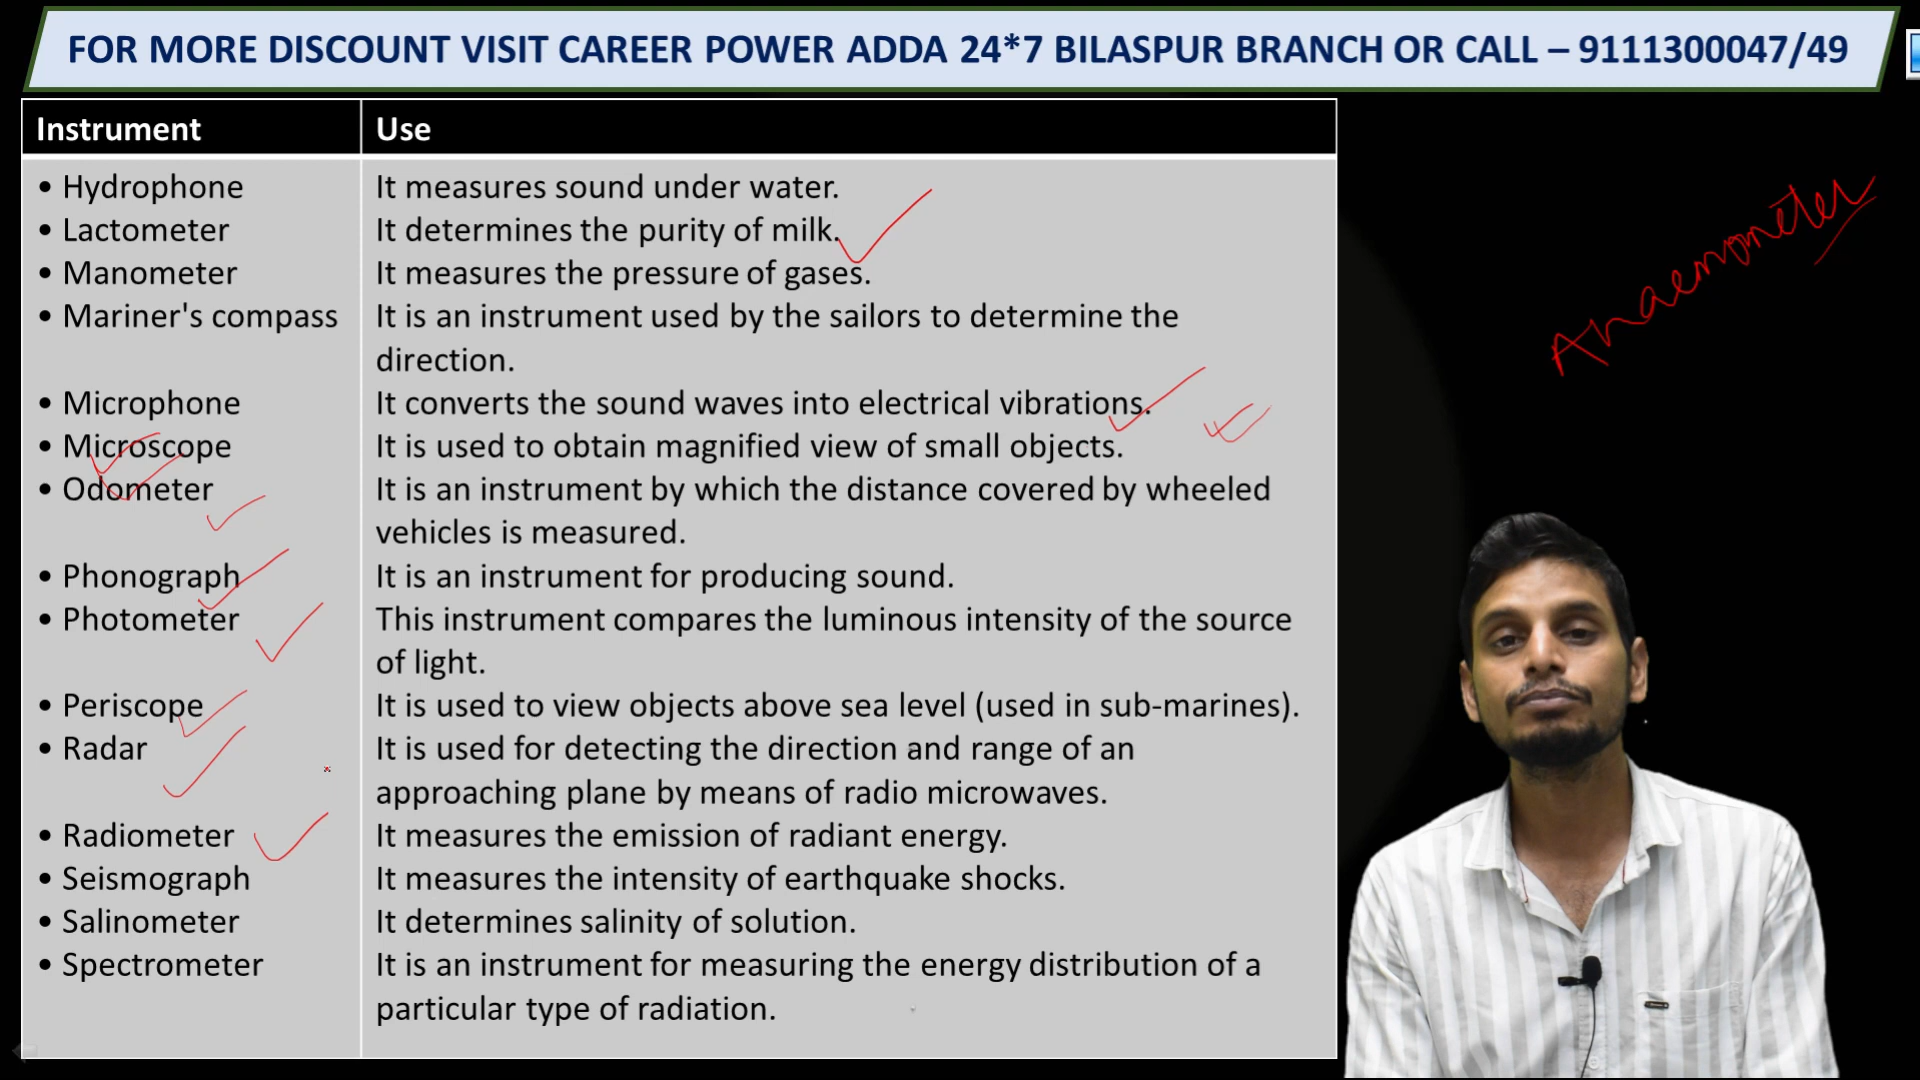 FOR MORE DISCOUNT VISIT CAREER POWER ADDA 24*7 BILASPUR BRANCH OR CALL – 9111300047/49
Instrument Use
• Hydrophone It measures sound under water.
• Lactometer It determines the purity of milk.
• Manometer It measures the pressure of gases.
• Mariner's compass It is an instrument used by the sailors to determine the
direction.
• Microphone It converts the sound waves into electrical vibrations.
• Microscope It is used to obtain magnified view of small objects.
• Odometer It is an instrument by which the distance covered by wheeled
vehicles is measured.
• Phonograph It is an instrument for producing sound.
• Photometer This instrument compares the luminous intensity of the source
of light.
• Periscope It is used to view objects above sea level (used in sub-marines).
• Radar It is used for detecting the direction and range of an
approaching plane by means of radio microwaves.
• Radiometer It measures the emission of radiant energy.
• Seismograph It measures the intensity of earthquake shocks.
• Salinometer It determines salinity of solution.
• Spectrometer It is an instrument for measuring the energy distribution of a
particular type of radiation.
Anaemometer